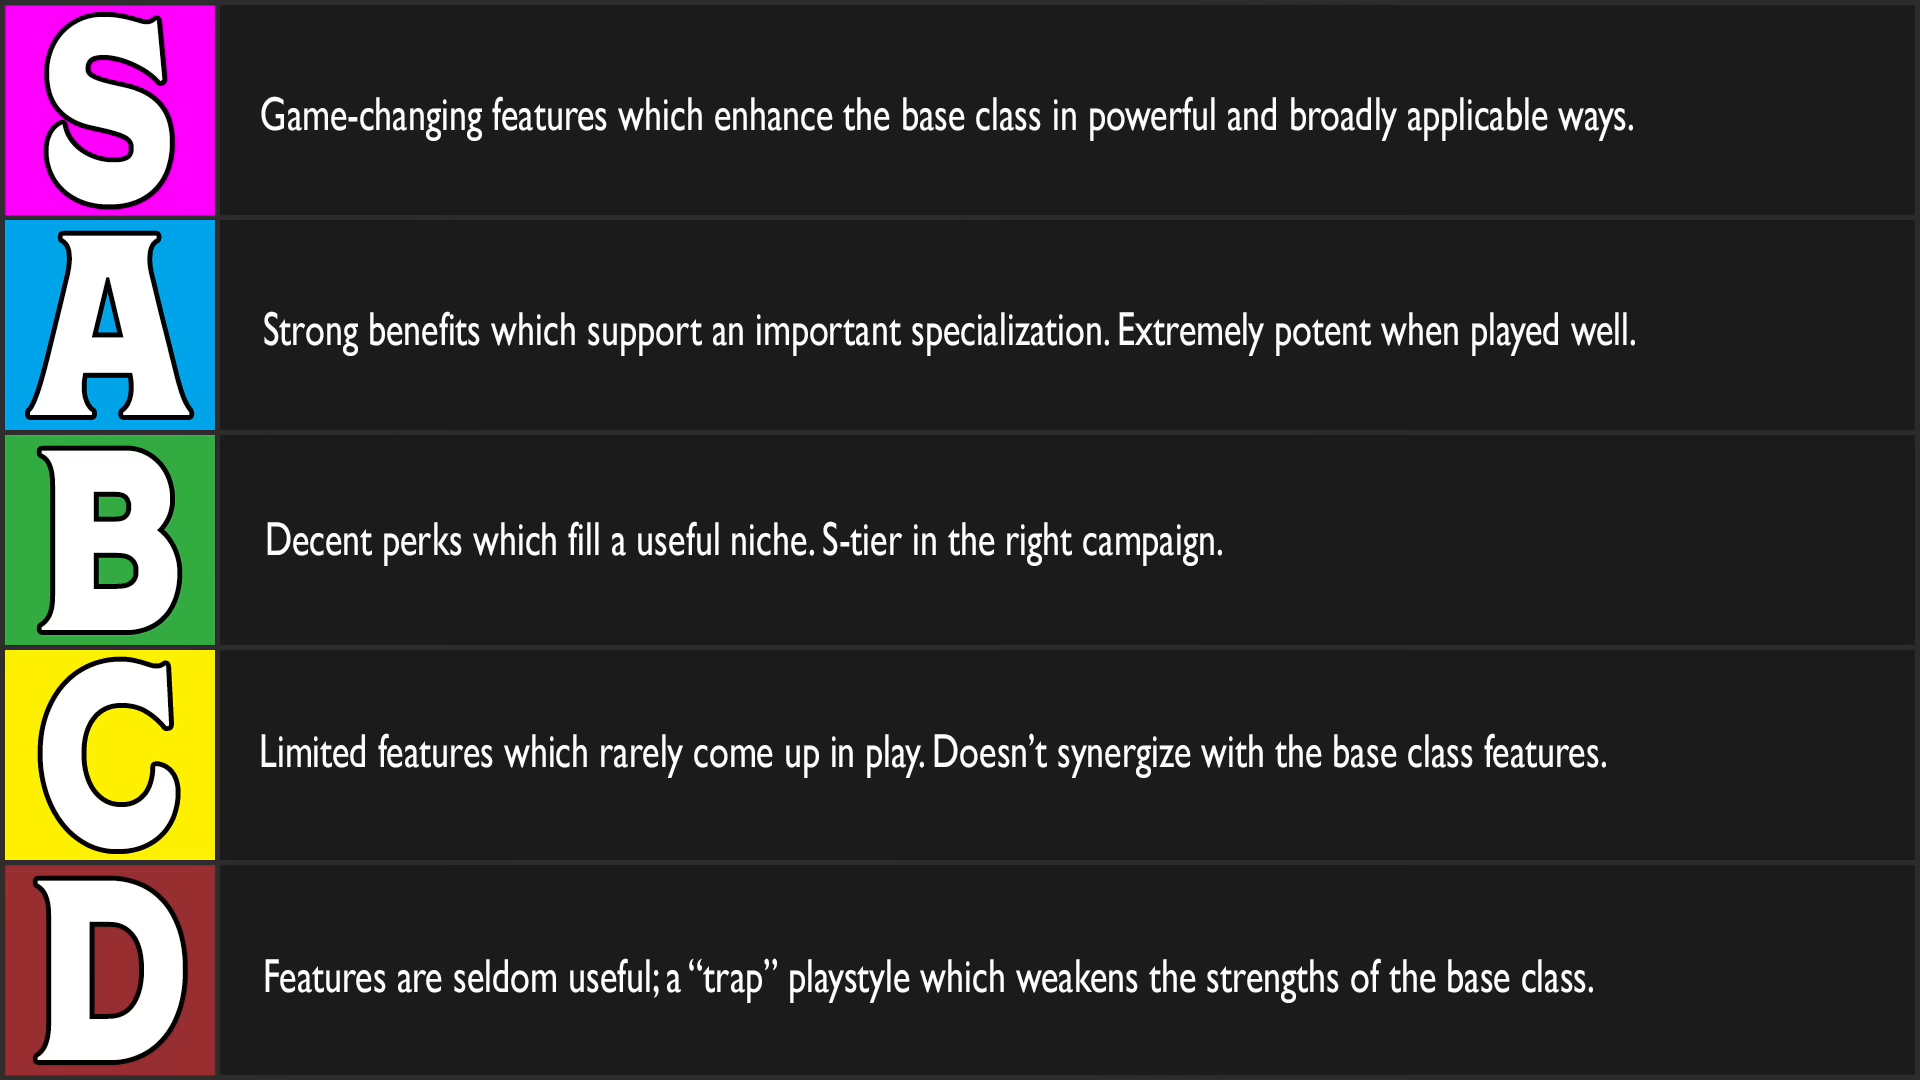 S
Game-changing features which enhance the base class in powerful and broadly applicable ways.
A
Strong benefits which support an important specialization. Extremely potent when played well.
B
Decent perks which fill a useful niche. S-tier in the right campaign.
C
Limited features which rarely come up in play. Doesn’t synergize with the base class features.
D
Features are seldom useful; a “trap” playstyle which weakens the strengths of the base class.